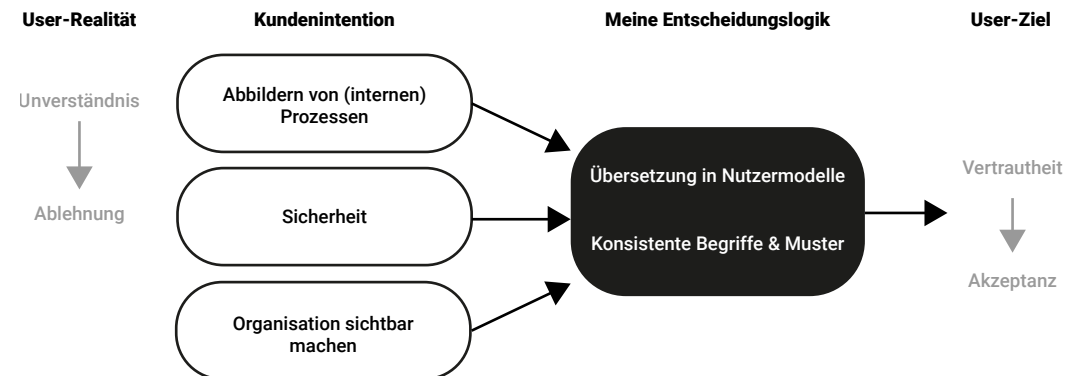 User-Realität
Kundenintention
Meine Entscheidungslogik
User-Ziel
Unverständnis
Ablehnung
Abbildern von (internen)
Prozessen
Sicherheit
Organisation sichtbar
machen
Übersetzung in Nutzermodelle
Konsistente Begriffe & Muster
Vertrautheit
Akzeptanz